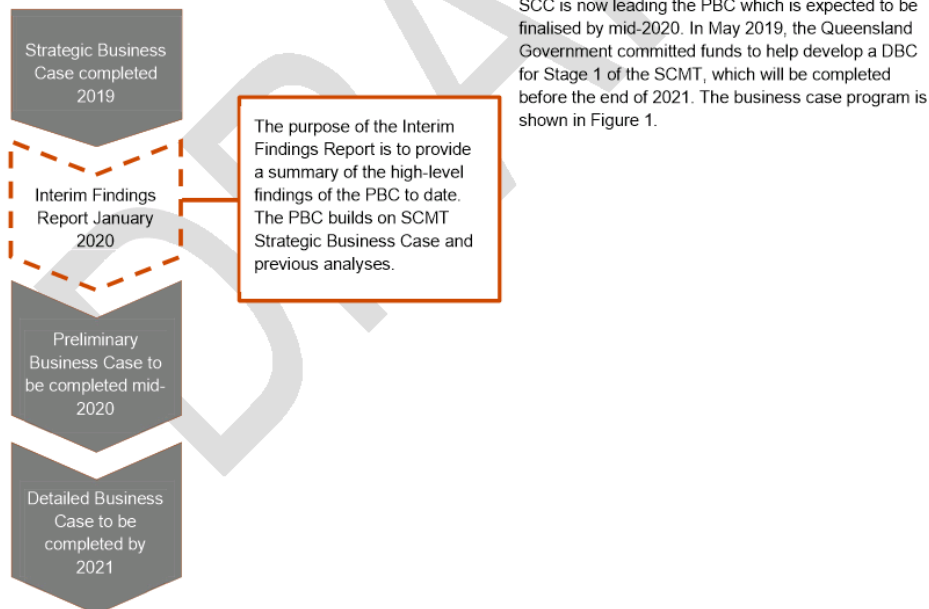 SCC is now leading the PBC which is expected to be
finalised by mid-2020. In May 2019, the Queensland
Government committed funds to help develop a DBC
for Stage 1 of the SCMT, which will be completed
before the end of 2021. The business case program is
shown in Figure 1.
Strategic Business
Case completed
2019
Interim Findings
Report January
2020
The purpose of the Interim
Findings Report is to provide
a summary of the high-level
findings of the PBC to date.
The PBC builds on SCMT
Strategic Business Case and
previous analyses.
Preliminary
Business Case to
be completed mid-
2020
Detailed Business
Case to be
completed by
2021